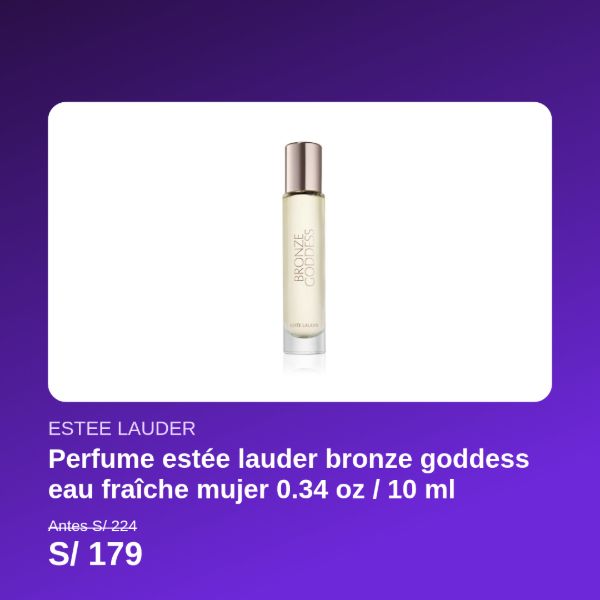 BRONZE
GODDESS
ESTĒE LAUDER
ESTEE LAUDER
Perfume estée lauder bronze goddess
eau fraîche mujer 0.34 oz / 10 ml
Antes S/ 224
S/ 179